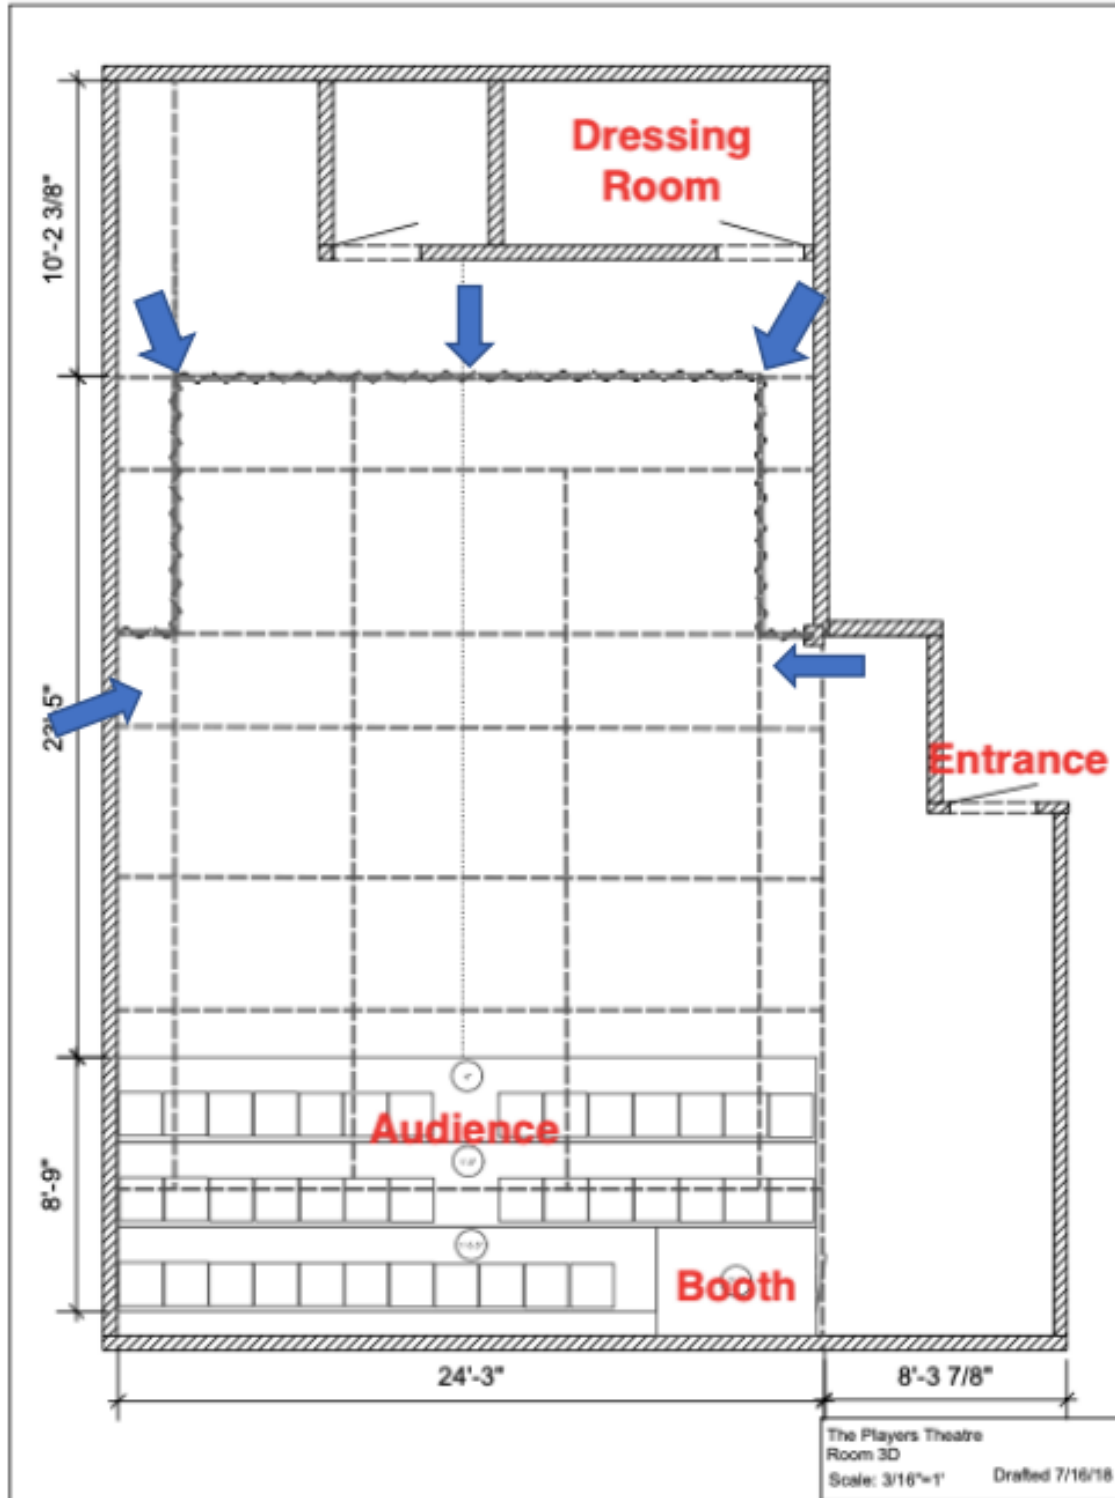 Dressing
Room
10'-2 3/8"
Entrance
Audience
8'-9"
Booth
24'-3"
8'-3 7/8"
The Players Theatre
Room 3D
Scale: 3/16"=1'
Drafted 7/16/18